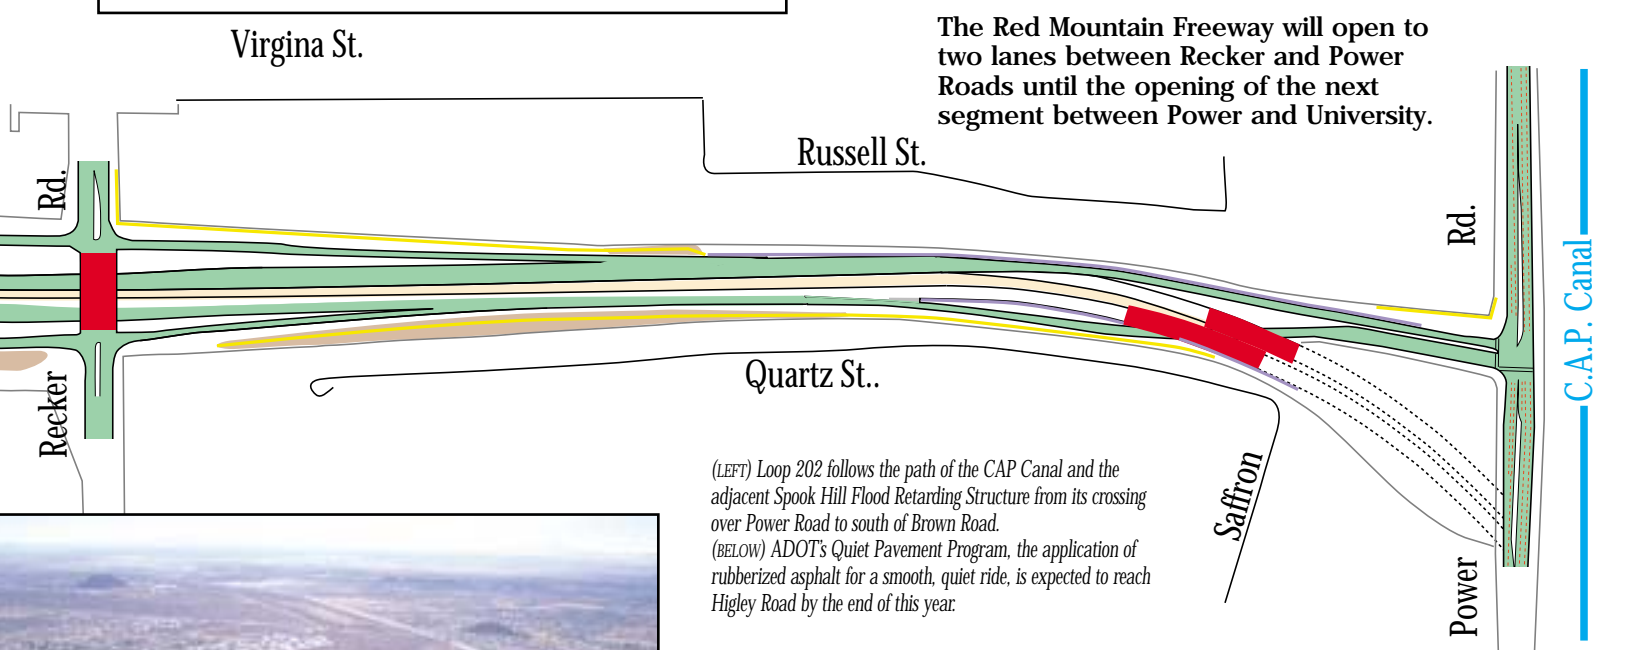 Virgina St.
The Red Mountain Freeway will open to
two lanes between Recker and Power
Roads until the opening of the next
segment between Power and University.
Russell St.
Rd.
Rd.
C.A.P. Canal
Recker
Quartz St..
Saffron
Power
(LEFT) Loop 202 follows the path of the CAP Canal and the
adjacent Spook Hill Flood Retarding Structure from its crossing
over Power Road to south of Brown Road.
(BELOW) ADOT's Quiet Pavement Program, the application of
rubberized asphalt for a smooth, quiet ride, is expected to reach
Higley Road by the end of this year.